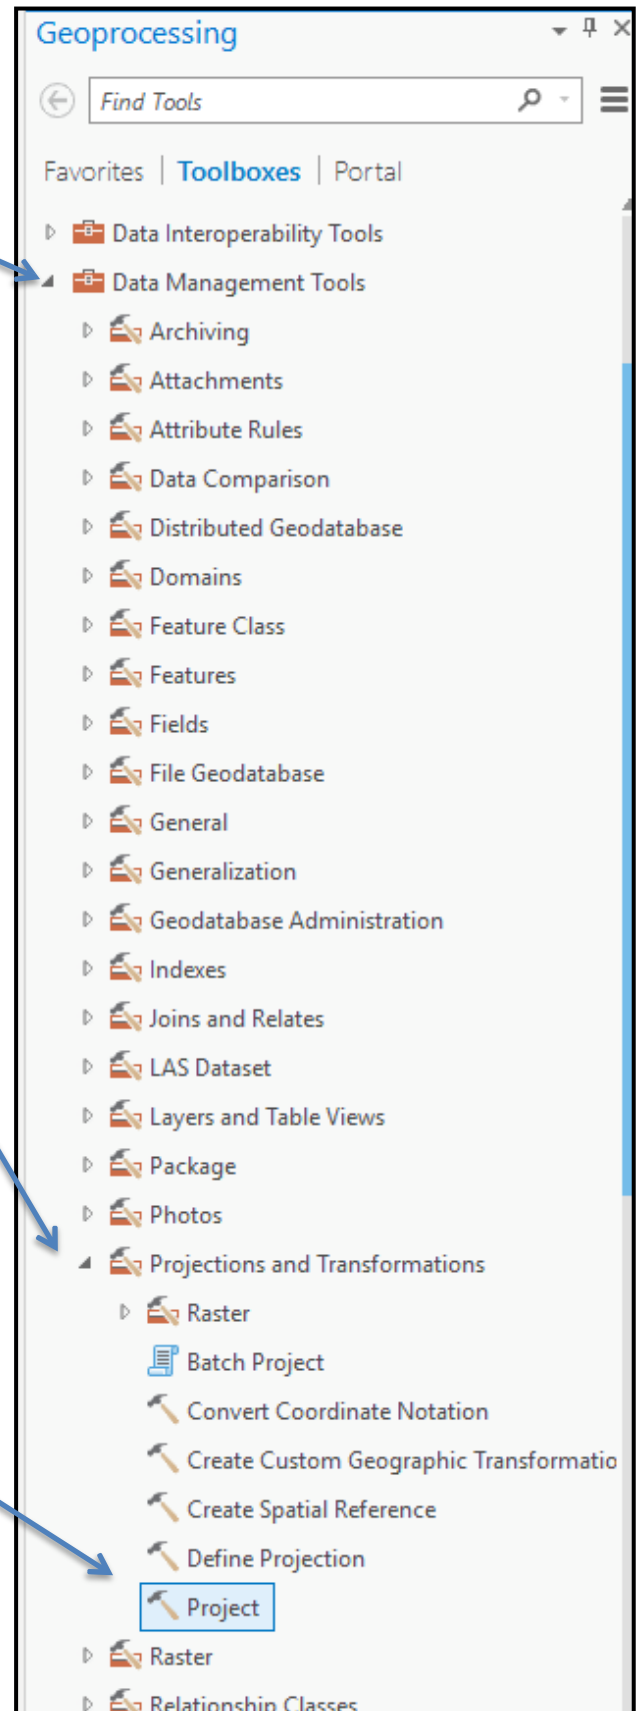 Geoprocessing
Find Tools
Favorites | Toolboxes | Portal
Data Interoperability Tools
Data Management Tools
Archiving
Attachments
Attribute Rules
Data Comparison
Distributed Geodatabase
Domains
Feature Class
Features
Fields
File Geodatabase
General
Generalization
Geodatabase Administration
Indexes
Joins and Relates
LAS Dataset
Layers and Table Views
Package
Photos
Projections and Transformations
Raster
Batch Project
Convert Coordinate Notation
Create Custom Geographic Transformatio
Create Spatial Reference
Define Projection
Project
Raster
Relationship Classes